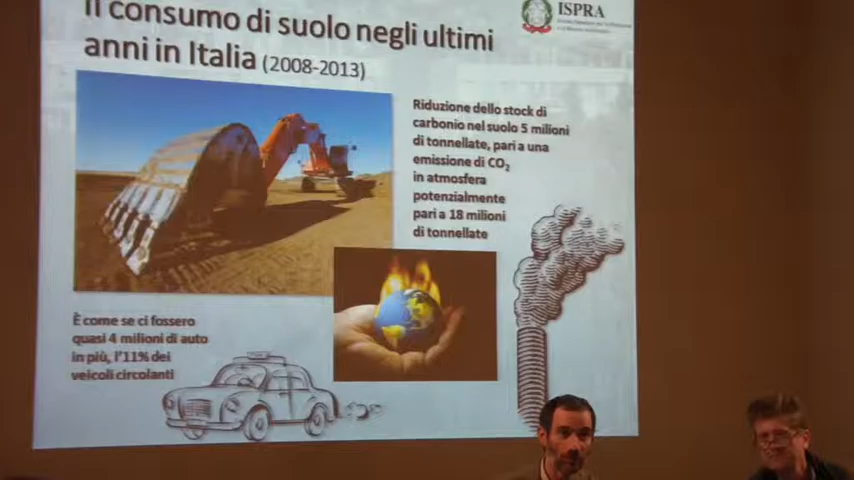 Il consumo di suolo negli ultimi
anni in Italia (2008-2013)
ISPRA
Riduzione dello stock di
carbonio nel suolo 5 milioni
di tonnellate, pari a una
emissione di CO2
in atmosfera
potenzialmente
pari a 18 milioni
di tonnellate
È come se ci fossero
quasi 4 milioni di auto
in più, l'11% dei
veicoli circolanti